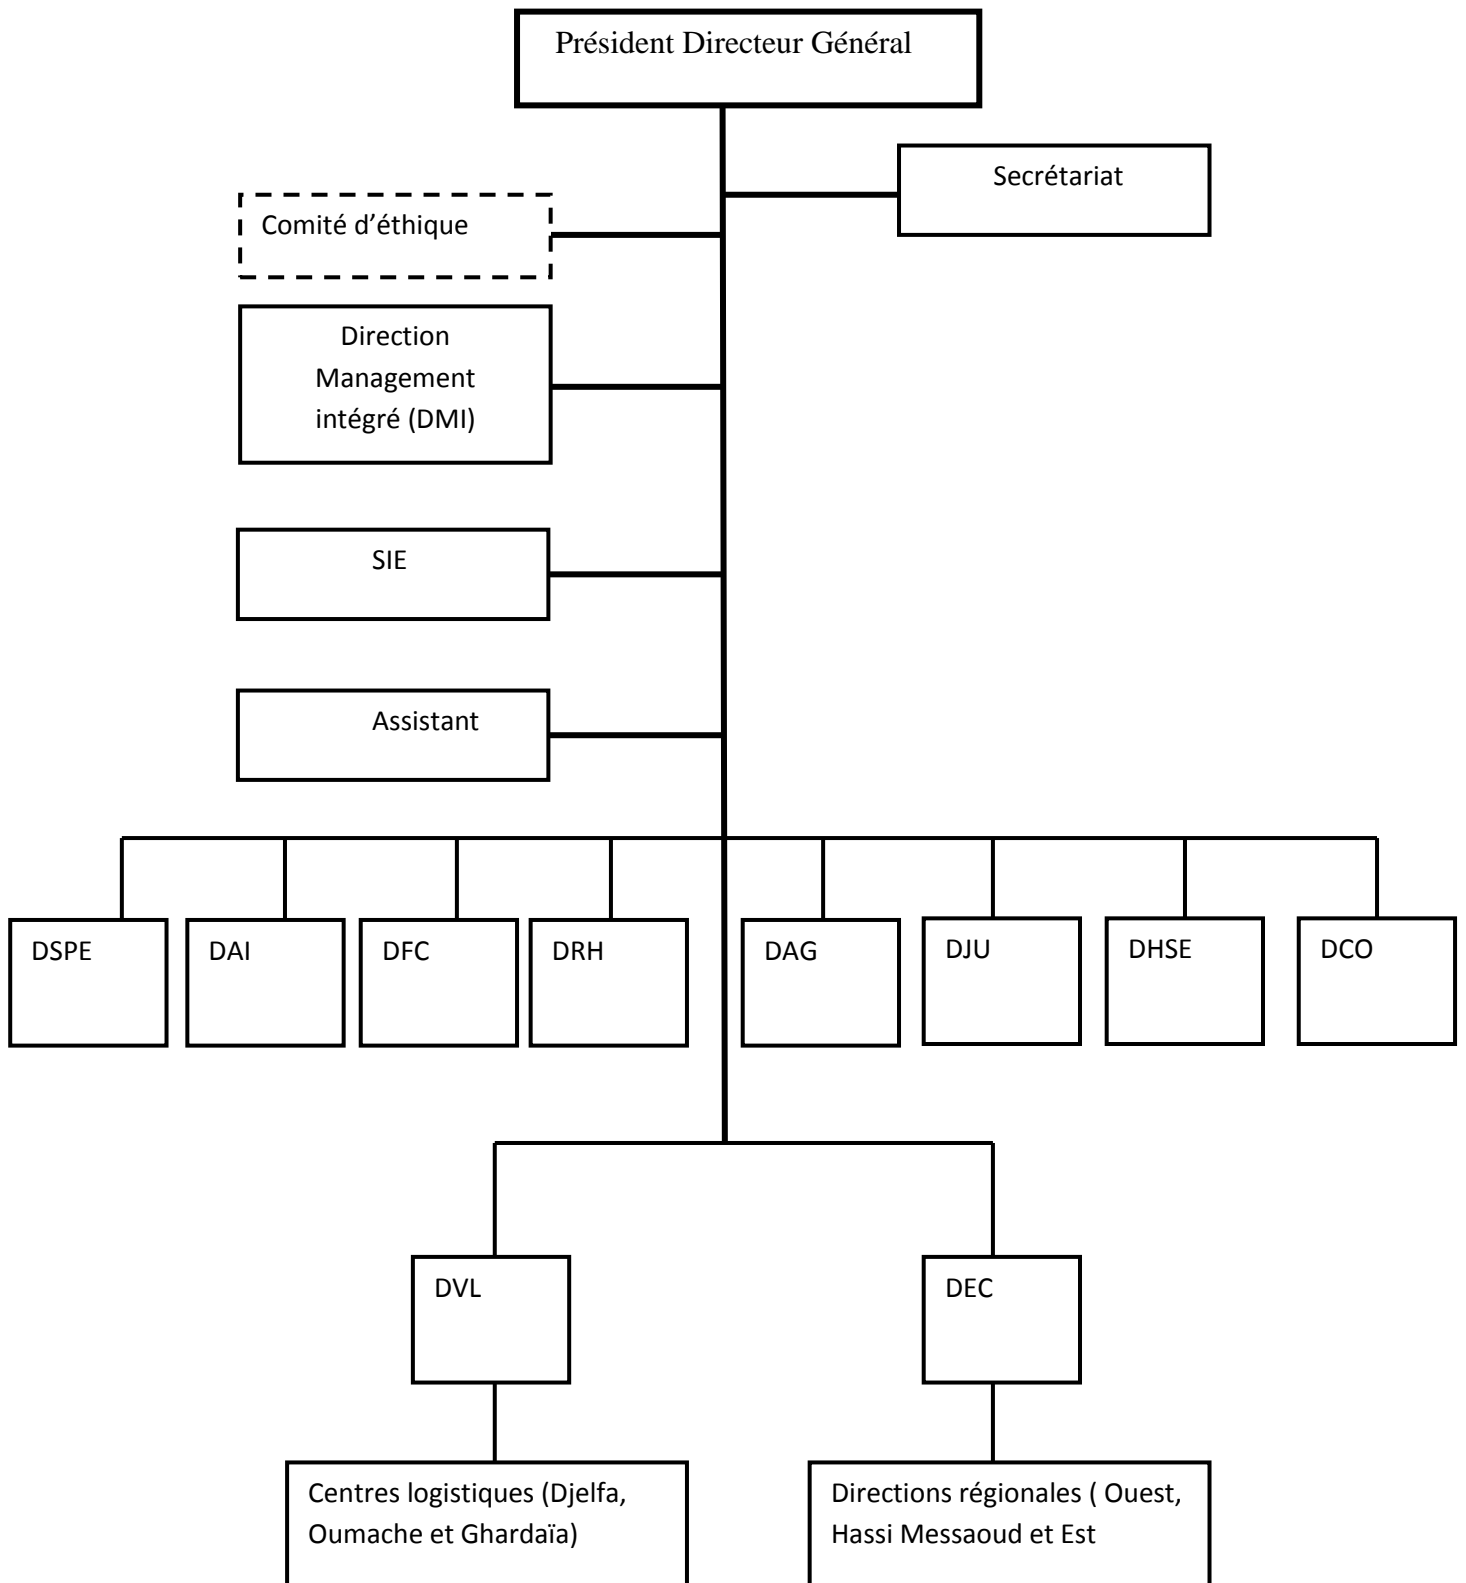 Président Directeur Général
Secrétariat
Comité d’éthique
Direction
Management
intégré (DMI)
SIE
Assistant
DSPE
DAI
DFC
DRH
DAG
DJU
DHSE
DCO
DVL
DEC
Centres logistiques (Djelfa,
Oumache et Ghardaïa)
Directions régionales ( Ouest,
Hassi Messaoud et Est